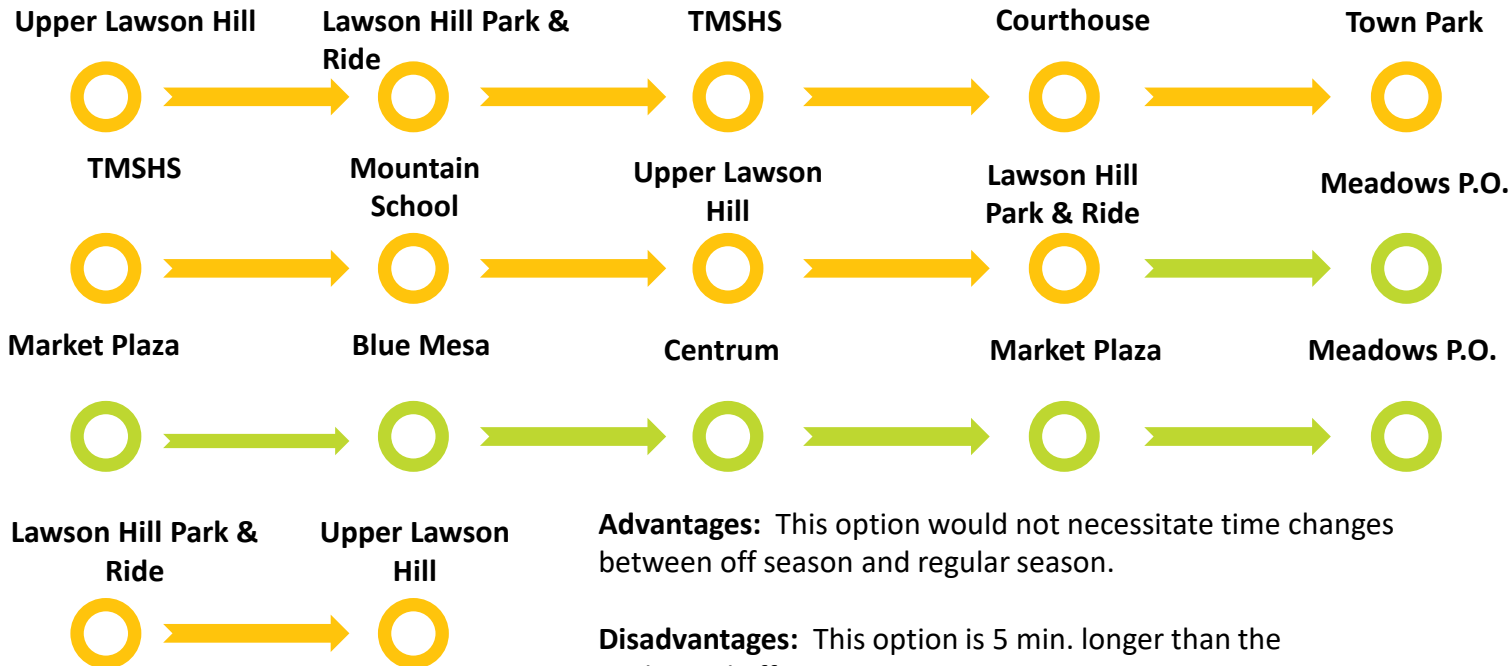 Upper Lawson Hill
Lawson Hill Park &
Ride
TMSHS
Courthouse
Town Park
TMSHS
Mountain
School
Upper Lawson
Hill
Lawson Hill
Park & Ride
Meadows P.O.
Market Plaza
Blue Mesa
Centrum
Market Plaza
Meadows P.O.
Lawson Hill Park &
Ride
Upper Lawson
Hill
Advantages: This option would not necessitate time changes
between off season and regular season.
Disadvantages: This option is 5 min. longer than the